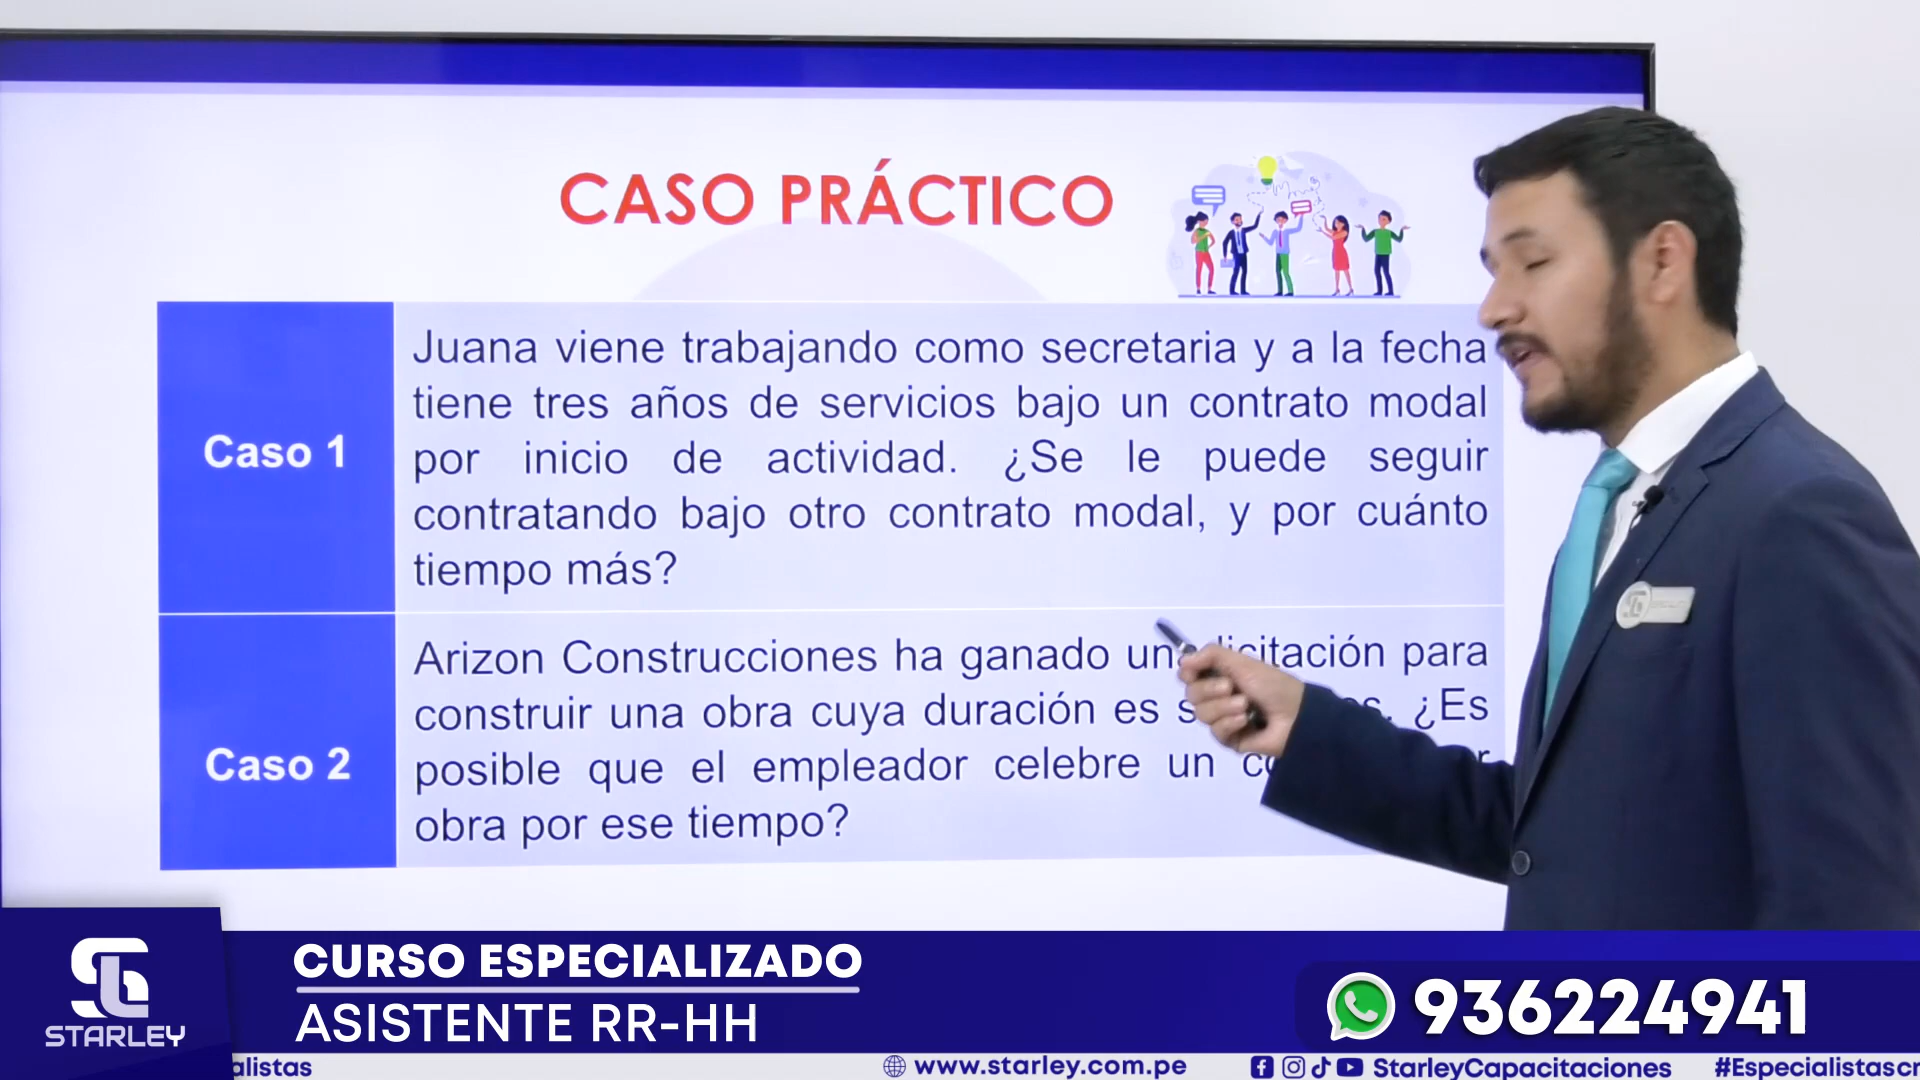 CASO PRÁCTICO
Caso 1
Juana viene trabajando como secretaria y a la fecha
tiene tres años de servicios bajo un contrato modal
por inicio de actividad. ¿Se le puede seguir
contratando bajo otro contrato modal, y por cuánto
tiempo más?
Caso 2
Arizon Construcciones ha ganado licitación para
construir una obra cuya duración es ¿Es
posible que el empleador celebre un
obra por ese tiempo?
STARLEY
CURSO ESPECIALIZADO
ASISTENTE RR-HH
936224941
alistas
www.starley.com.pe
StarleyCapacitaciones
#Especialistascr